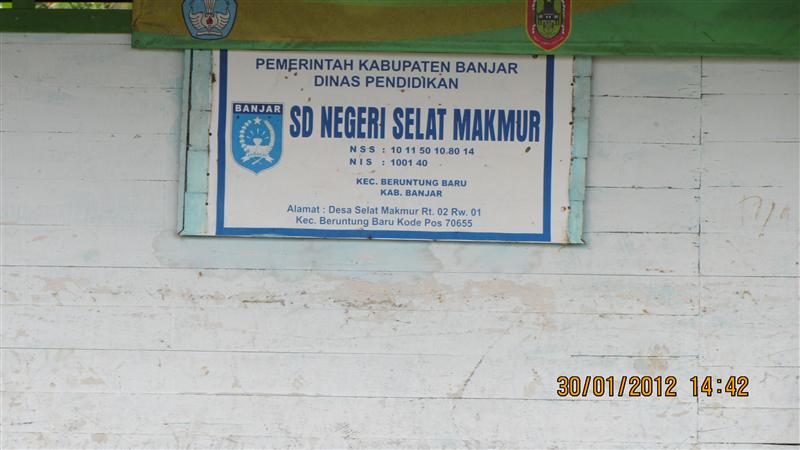 PEMERINTAH KABUPATEN BANJAR
DINAS PENDIDIKAN
BANJAR
SD NEGERI SELAT MAKMUR
NSS : 10 11 50 10 80 14
NIS : 1001 40
KEC. BERUNTUNG BARU
KAB. BANJAR
Alamat : Desa Selat Makmur Rt. 02 Rw. 01
Kec. Beruntung Baru Kode Pos 70655
30/01/2012 14:42